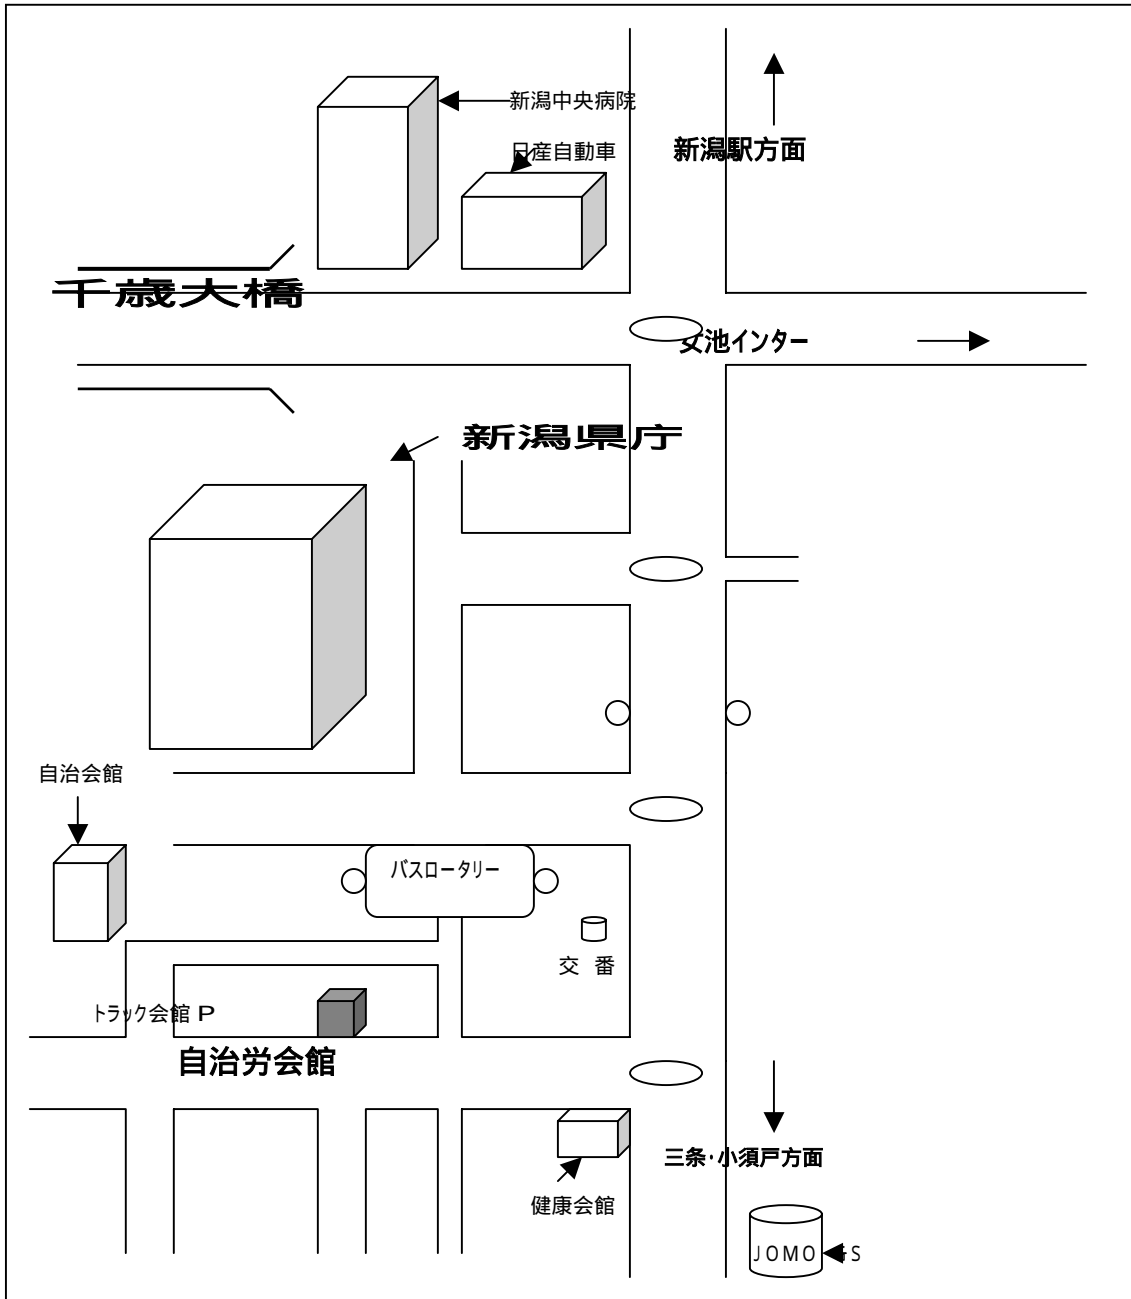 新潟中央病院
日産自動車
新潟駅方面
千歳大橋
女池インター
新潟県庁
自治会館
バスロータリー
交 番
トラック会館 P
自治労会館
三条・小須戸方面
健康会館
JOMO GS